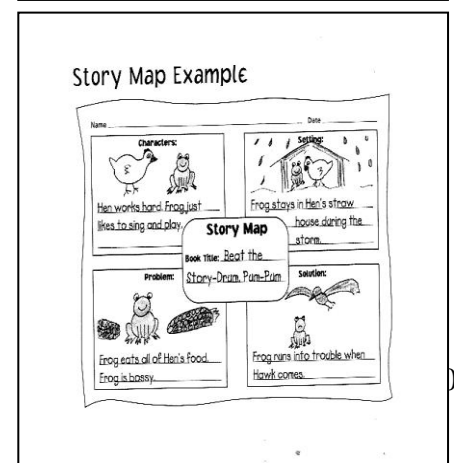 Story Map Example
Name
Date
Characters:
Hen works hard. Frog just
likes to sing and play.
Setting:
Frog stays in Hen's straw
house during the
storm.
Story Map
Book Title: Beat the
Story-Drum, Pum-Pum
Problem:
Frog eats all of Hen's food.
Frog is bossy.
Solution:
Frog runs into trouble when
Hawk comes.